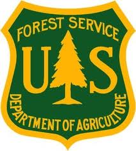 FOREST SERVICE
U S
DEPARTMENT OF AGRICULTURE